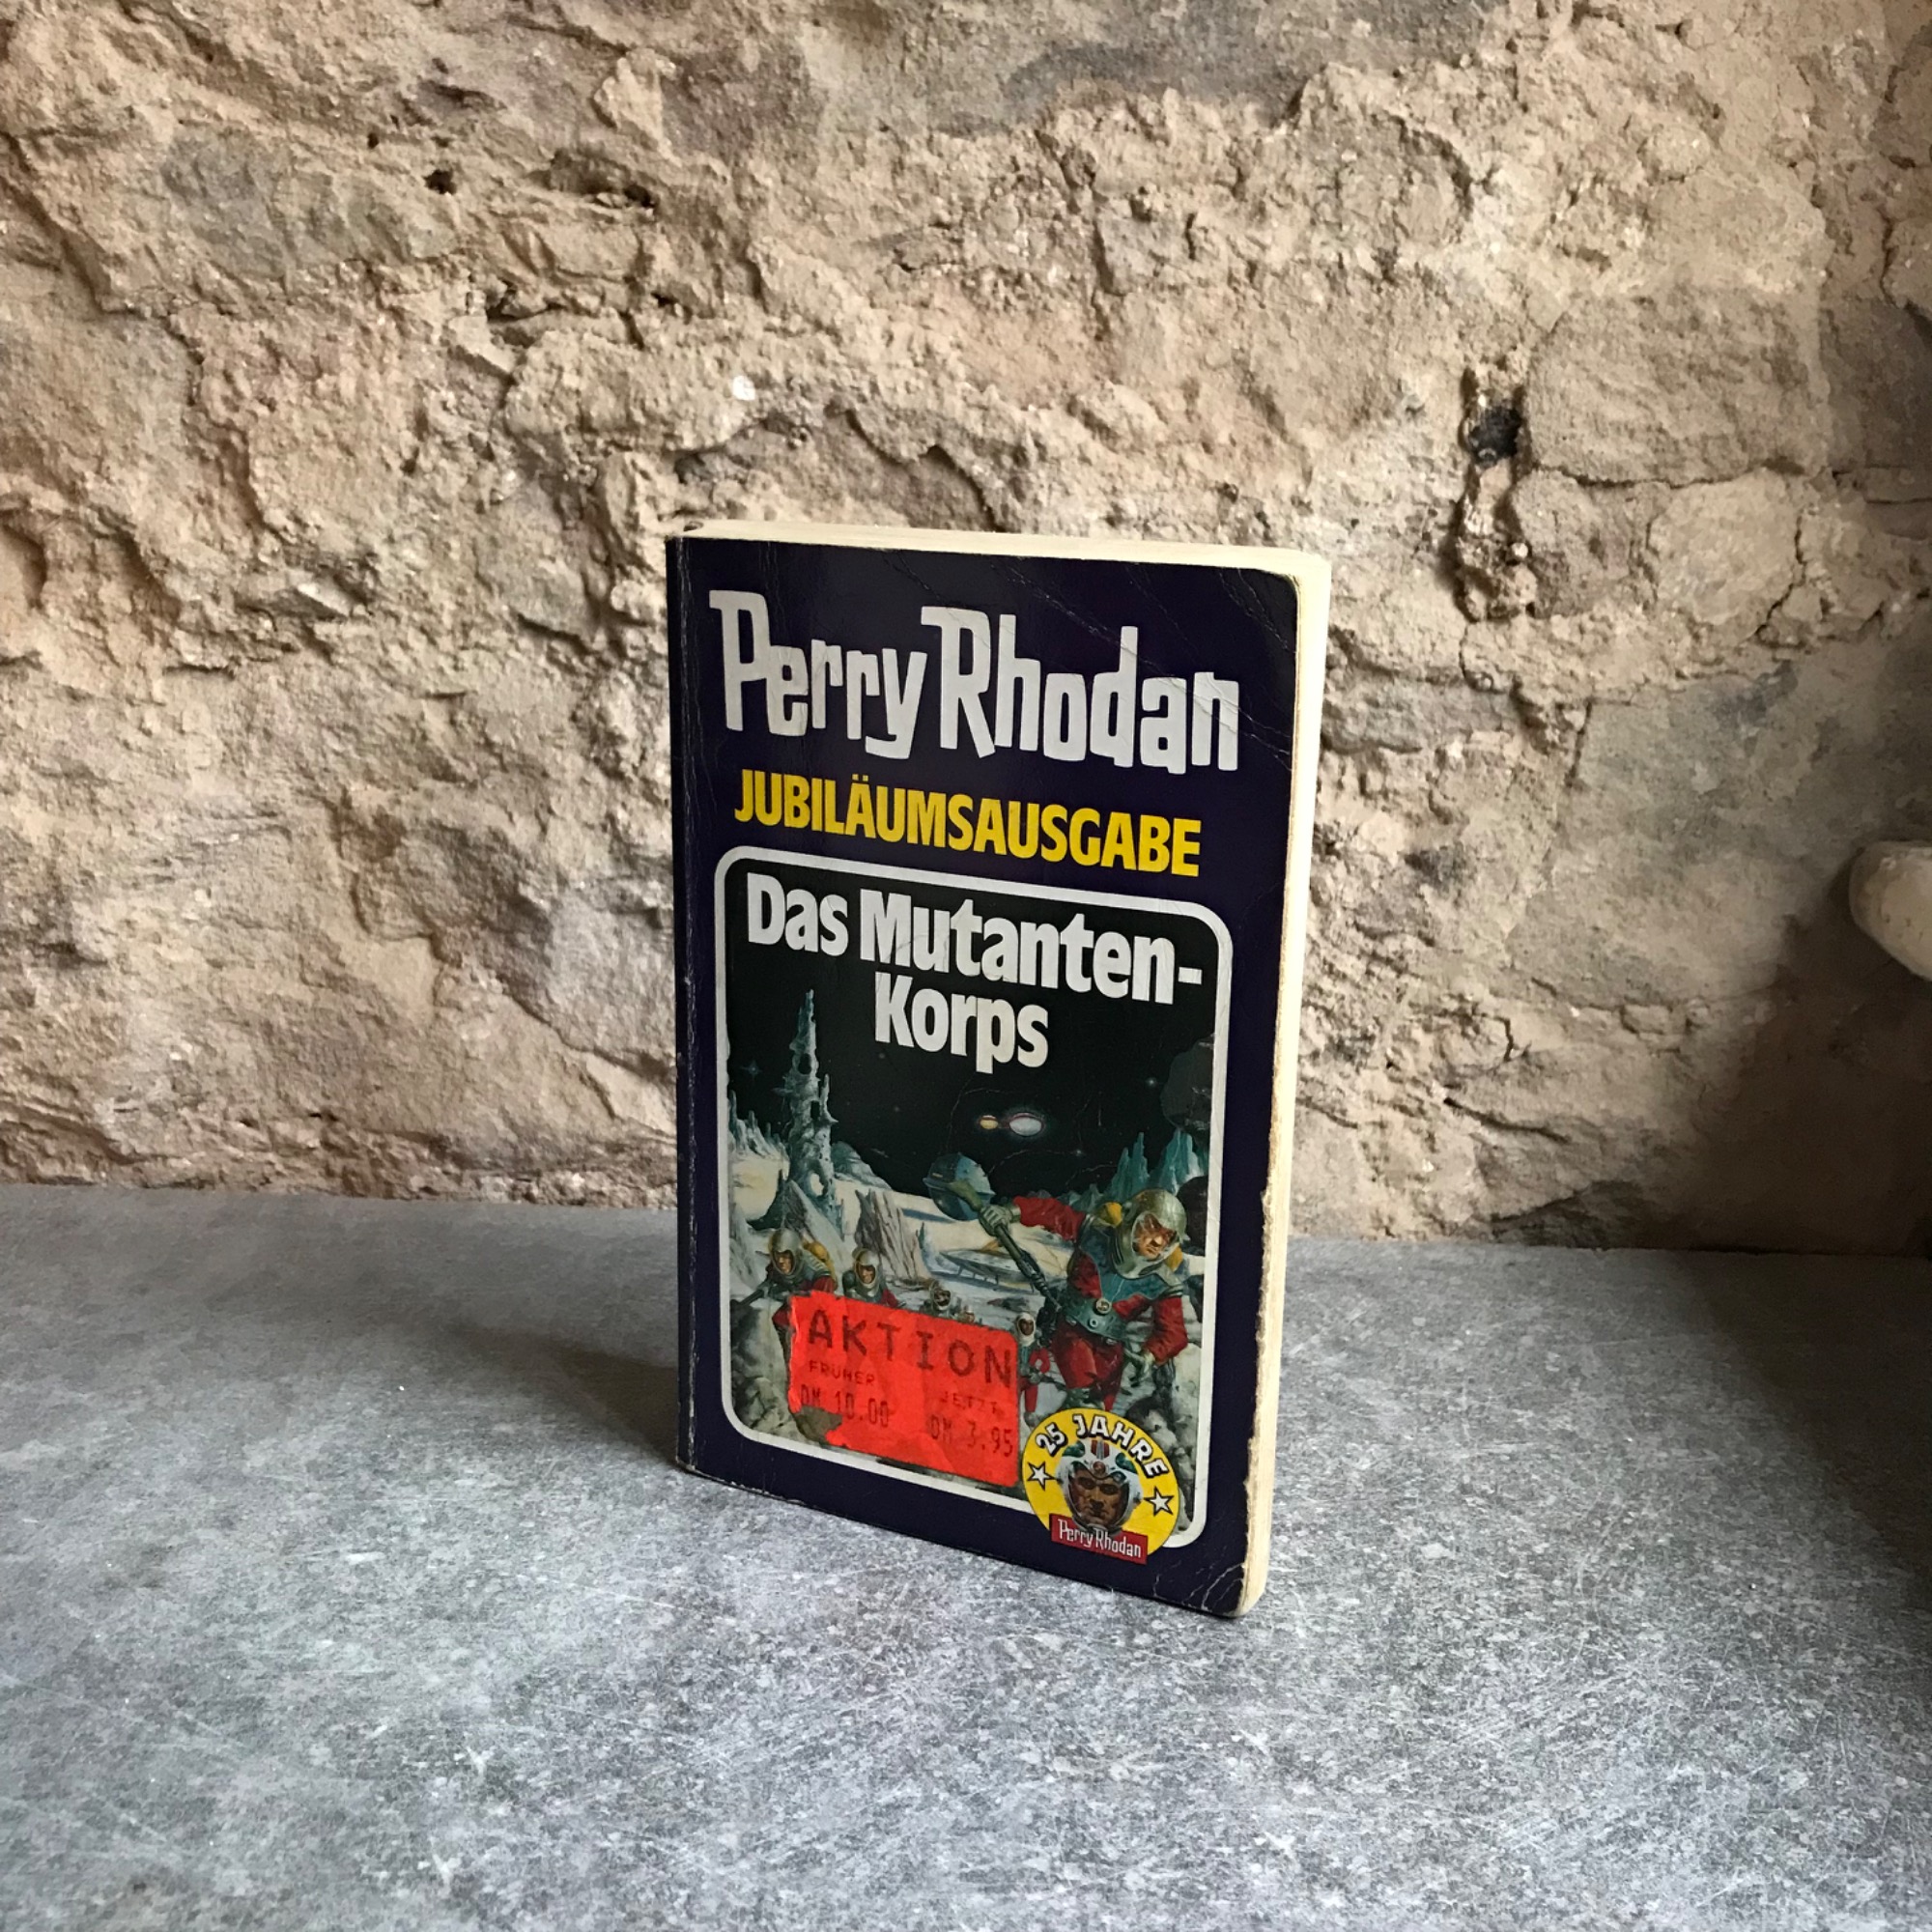 Perry Rhodan
JUBILÄUMSAUSGABE
Das Mutanten-
Korps
AKTION
FRÜHER JETZT
DM 10.00 DM 3.95
25 JAHRE
Perry Rhodan